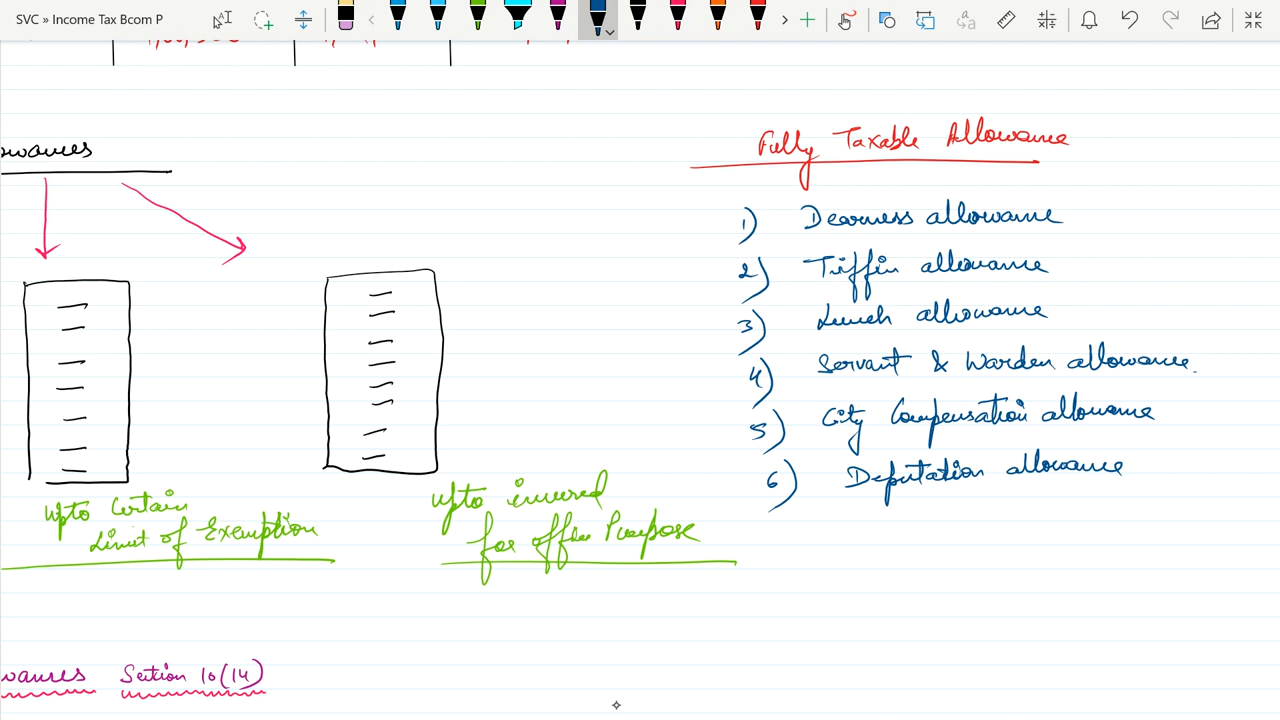 SVC » Income Tax Bcom P
owances
Fully Taxable Allowance
1) Dearness allowance
2) Tiffin allowance
3) Lunch allowance
4) Servant & Warden allowance.
5) City Compensation allowance
6) Deputation allowance
upto Certain
Limit of Exemption
upto incurred
for office Purpose
owances Section 10(14)